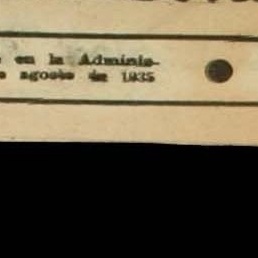 en la Adminis-
agosto de 1935